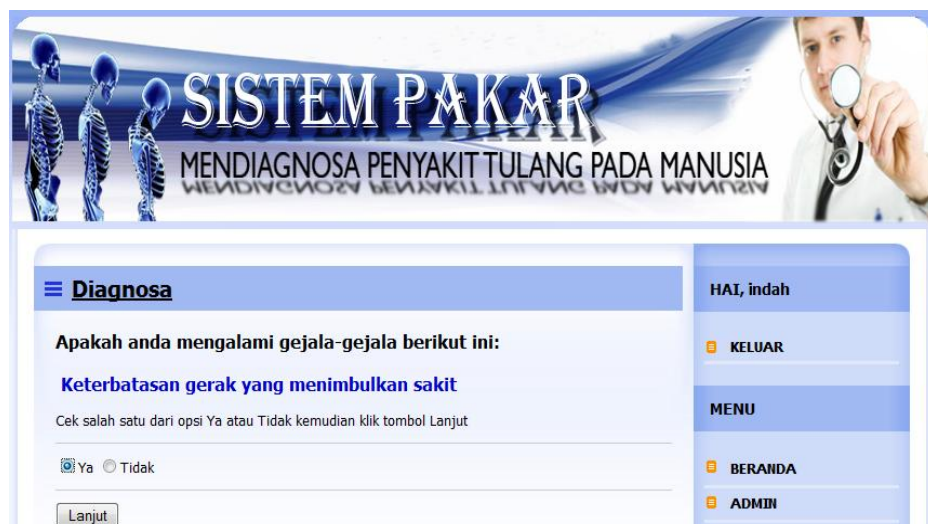 SISTEM PAKAR
MENDIAGNOSA PENYAKIT TULANG PADA MANUSIA
Diagnosa
Apakah anda mengalami gejala-gejala berikut ini:
Keterbatasan gerak yang menimbulkan sakit
Cek salah satu dari opsi Ya atau Tidak kemudian klik tombol Lanjut
Ya Tidak
Lanjut
HAI, indah
KELUAR
MENU
BERANDA
ADMIN